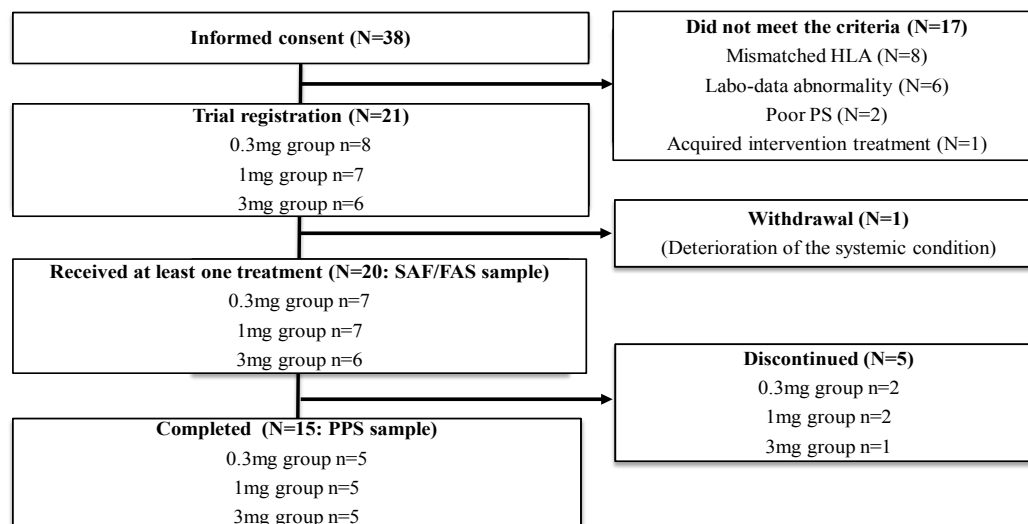 Informed consent (N=38)
Did not meet the criteria (N=17)
Mismatched HLA (N=8)
Labo-data abnormality (N=6)
Poor PS (N=2)
Acquired intervention treatment (N=1)
Trial registration (N=21)
0.3mg group n=8
1mg group n=7
3mg group n=6
Withdrawal (N=1)
(Deterioration of the systemic condition)
Received at least one treatment (N=20: SAF/FAS sample)
0.3mg group n=7
1mg group n=7
3mg group n=6
Discontinued (N=5)
0.3mg group n=2
1mg group n=2
3mg group n=1
Completed (N=15: PPS sample)
0.3mg group n=5
1mg group n=5
3mg group n=5